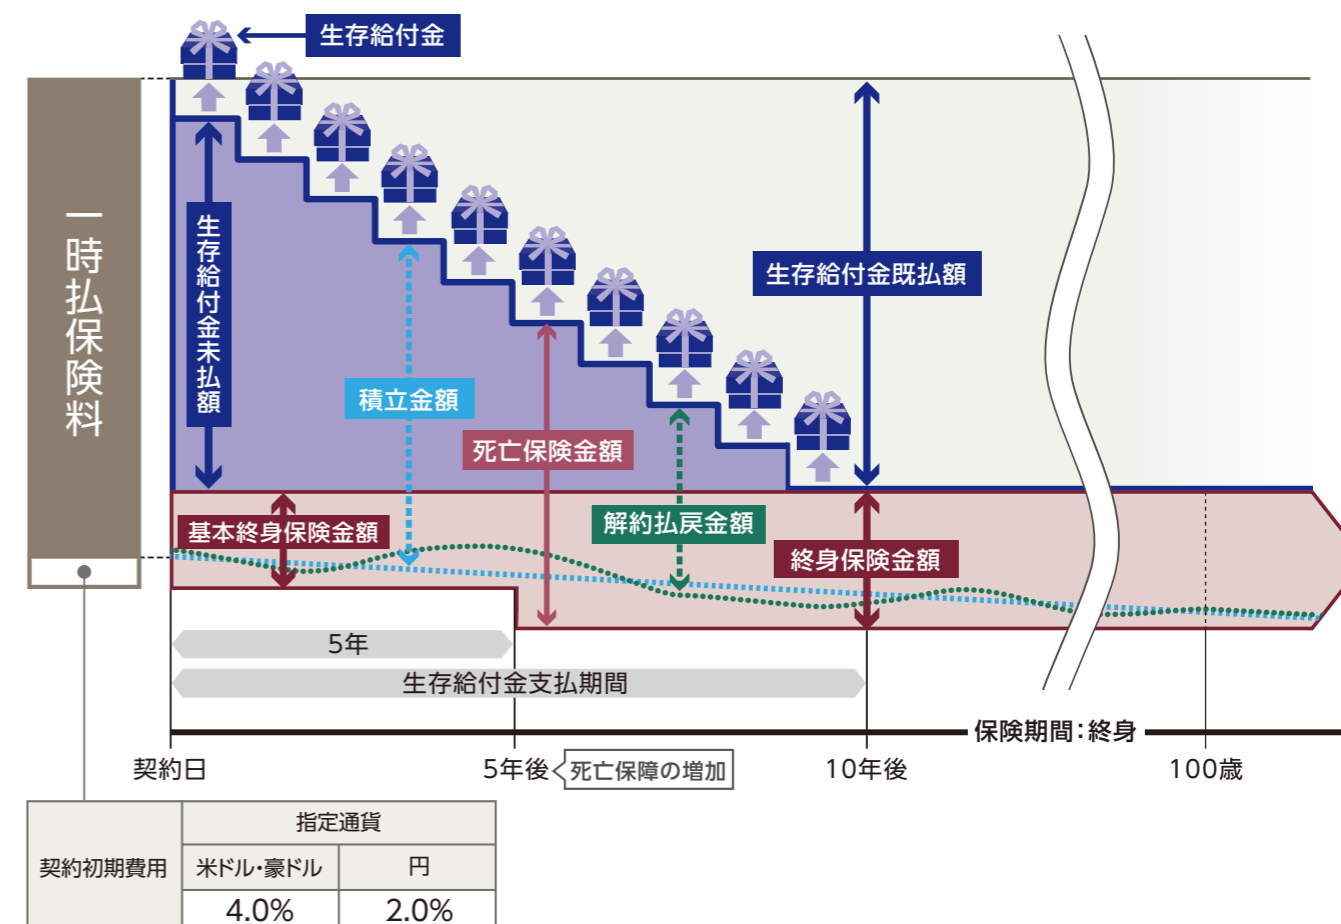 生存給付金
一時払保険料
生存給付金未払額
生存給付金既払額
積立金額
死亡保険金額
解約払戻金額
基本終身保険金額
終身保険金額
5年
生存給付金支払期間
保険期間：終身
契約日
5年後
死亡保障の増加
10年後
100歳
契約初期費用
指定通貨
米ドル・豪ドル
円
4.0%
2.0%